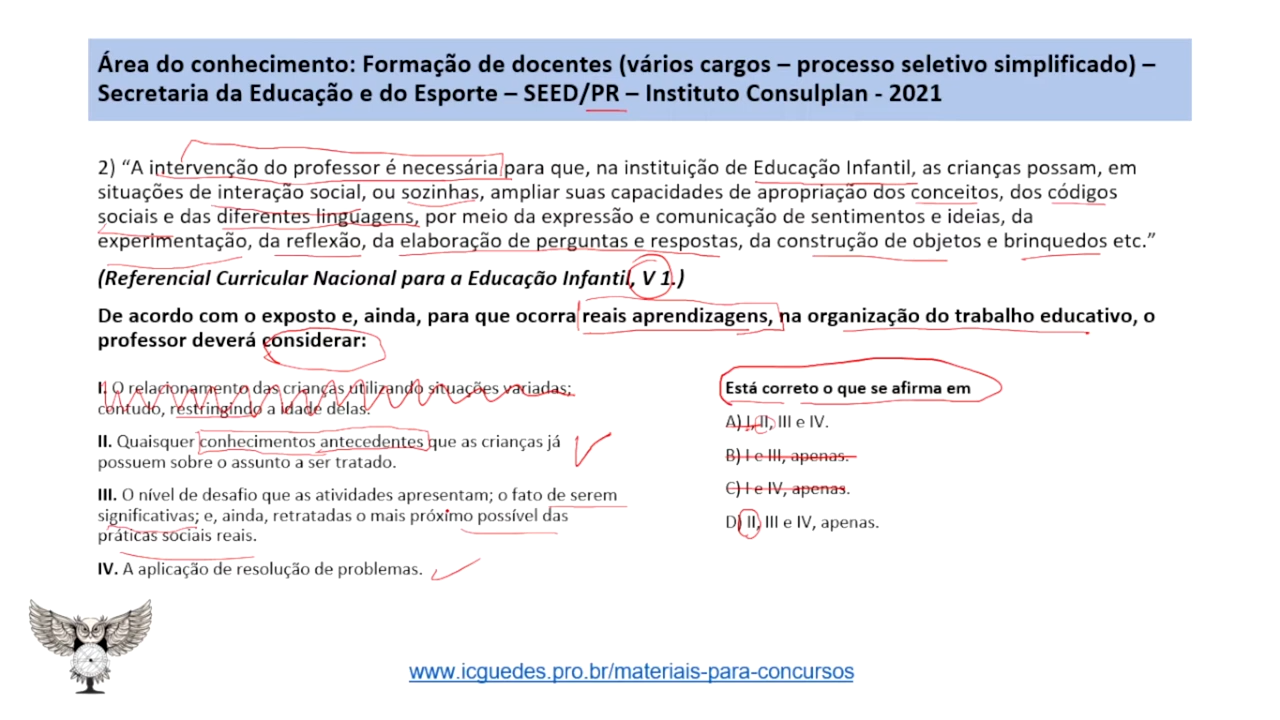 Área do conhecimento: Formação de docentes (vários cargos – processo seletivo simplificado) –
Secretaria da Educação e do Esporte – SEED/PR – Instituto Consulplan - 2021
2) “A intervenção do professor é necessária para que, na instituição de Educação Infantil, as crianças possam, em
situações de interação social, ou sozinhas, ampliar suas capacidades de apropriação dos conceitos, dos códigos
sociais e das diferentes linguagens, por meio da expressão e comunicação de sentimentos e ideias, da
experimentação, da reflexão, da elaboração de perguntas e respostas, da construção de objetos e brinquedos etc.”
(Referencial Curricular Nacional para a Educação Infantil, V 1.)
De acordo com o exposto e, ainda, para que ocorra reais aprendizagens, na organização do trabalho educativo, o
professor deverá considerar:
I. O relacionamento das crianças utilizando situações variadas;
contudo, restringindo a idade delas.
II. Quaisquer conhecimentos antecedentes que as crianças já
possuem sobre o assunto a ser tratado.
III. O nível de desafio que as atividades apresentam; o fato de serem
significativas; e, ainda, retratadas o mais próximo possível das
práticas sociais reais.
IV. A aplicação de resolução de problemas.
Está correto o que se afirma em
A) I, II, III e IV.
B) I e III, apenas.
C) I e IV, apenas.
D) II, III e IV, apenas.
www.icguedes.pro.br/materiais-para-concursos